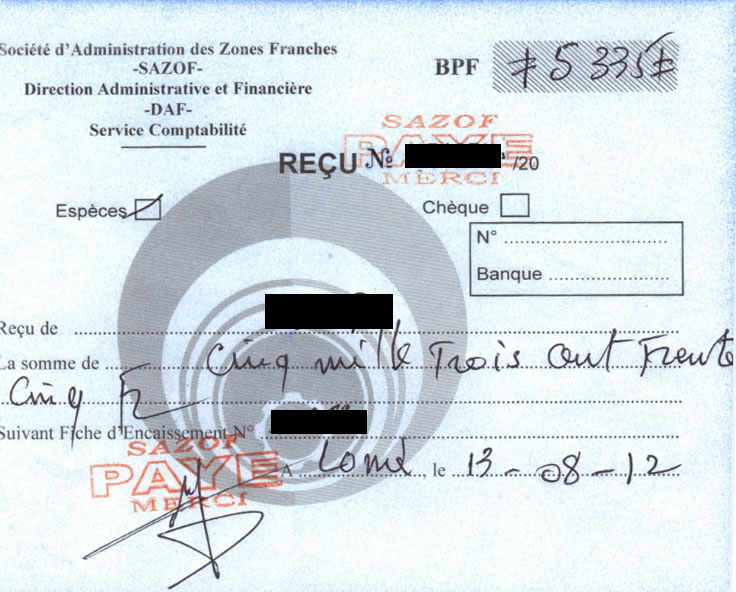 Société d'Administration des Zones Franches
-SAZOF-
Direction Administrative et Financière
-DAF-
Service Comptabilité
BPF #5 335#
SAZOF
PAYE
MERCI
REÇU № /20
Espèces
Chèque
N° ..........
Banque ..........
Reçu de ..........
La somme de Cinq mille Trois cent Trente
Cinq F
Suivant Fiche d'Encaissement N° ..........
SAZOF
PAYE
MERCI
A Lomé, le 13-08-12